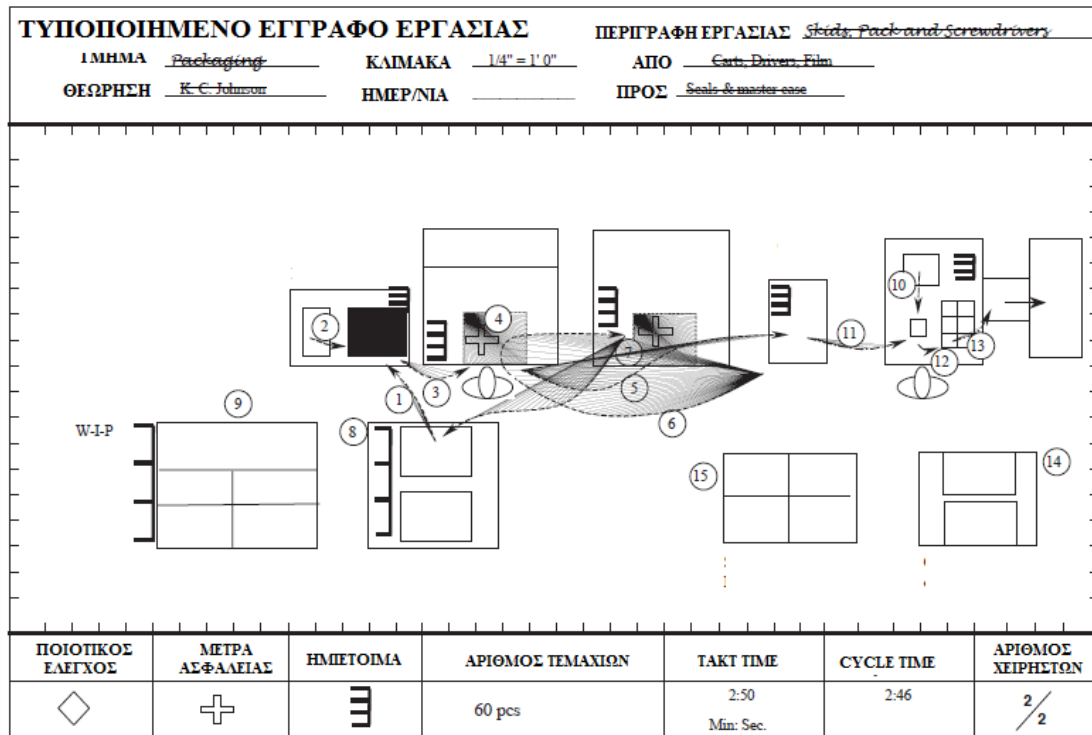 ΤΥΠΟΠΟΙΗΜΕΝΟ ΕΓΓΡΑΦΟ ΕΡΓΑΣΙΑΣ
ΠΕΡΙΓΡΑΦΗ ΕΡΓΑΣΙΑΣ Skids, Pack and Screwdrivers
ΤΜΗΜΑ Packaging ΚΛΙΜΑΚΑ 1/4" = 1' 0" ΑΠΟ Carts, Drivers, Film
ΘΕΩΡΗΣΗ K. C. Johnson ΗΜΕΡ/ΝΙΑ ΠΡΟΣ Seals & master case
10
2
4
7
11
12
13
1
3
5
6
9
8
W-I-P
15
14
ΠΟΙΟΤΙΚΟΣ ΕΛΕΓΧΟΣ
ΜΕΤΡΑ ΑΣΦΑΛΕΙΑΣ
ΗΜΙΕΤΟΙΜΑ
ΑΡΙΘΜΟΣ ΤΕΜΑΧΙΩΝ
TAKT TIME
CYCLE TIME
ΑΡΙΘΜΟΣ ΧΕΙΡΗΣΤΩΝ
60 pcs
2:50
Min: Sec.
2:46
2/2